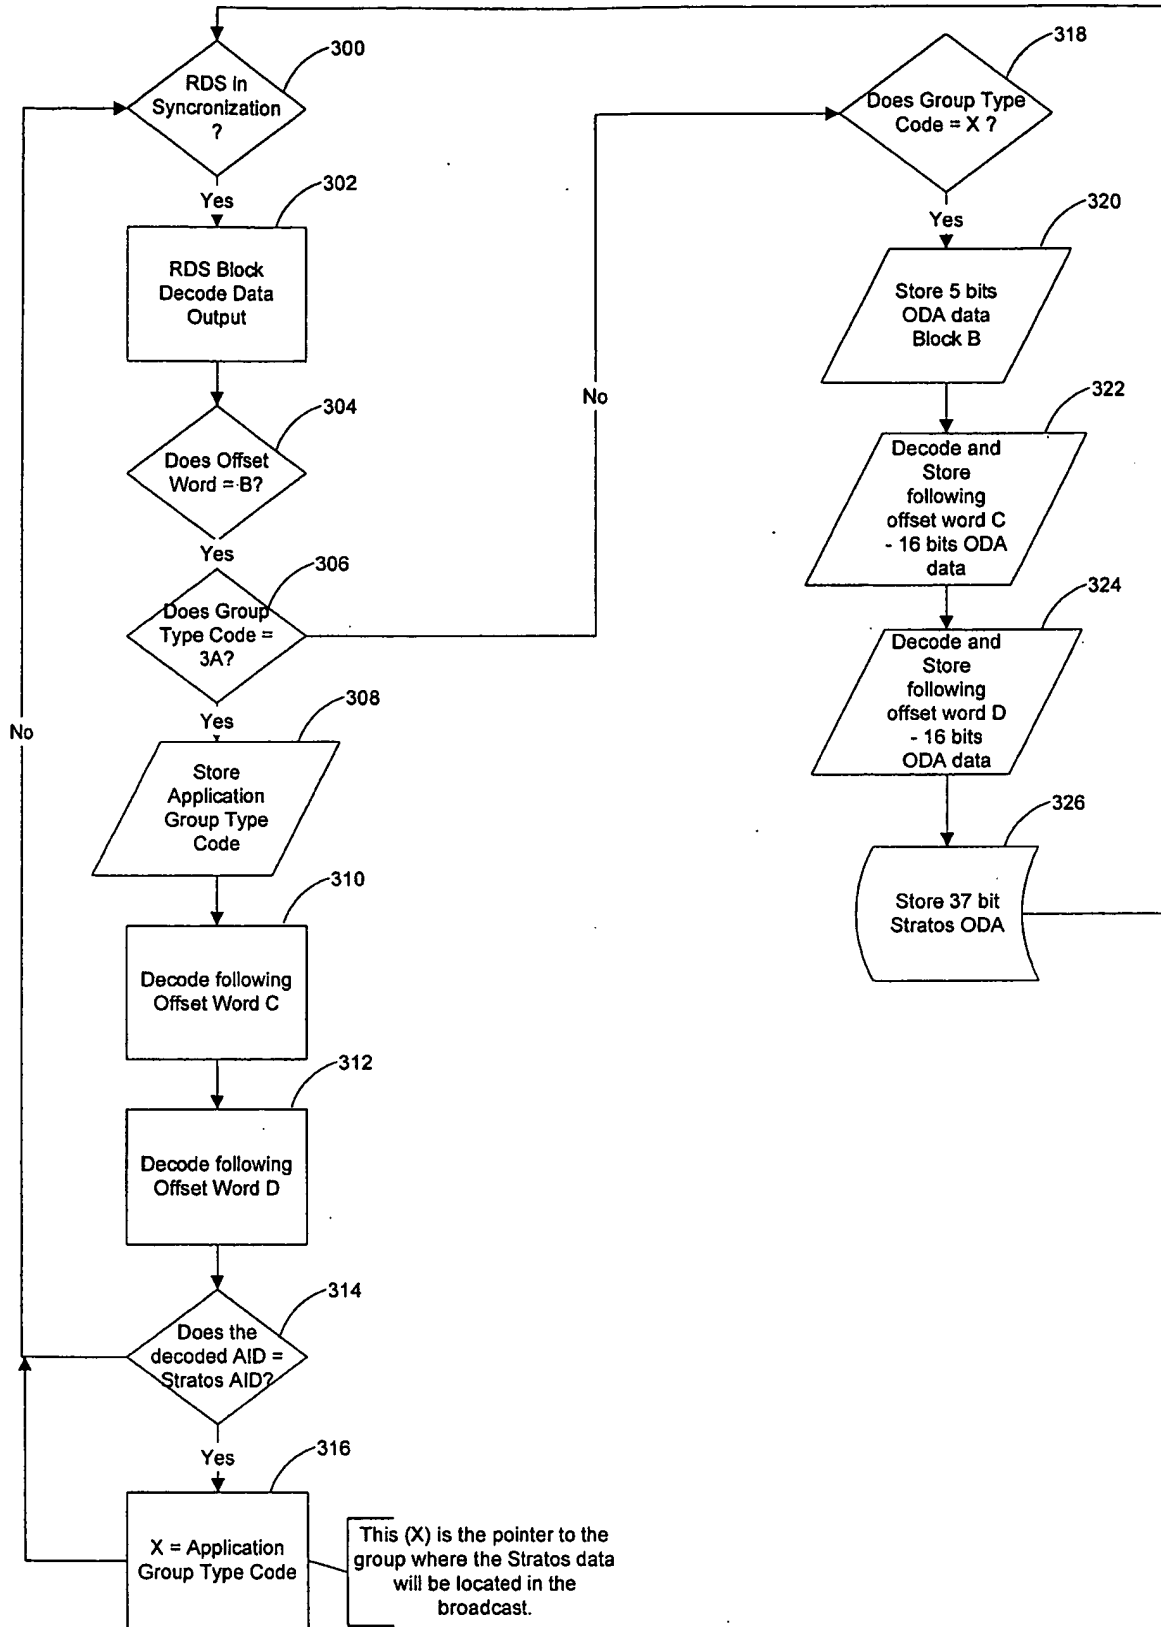 300
RDS in
Syncronization
?
Yes
302
RDS Block
Decode Data
Output
304
Does Offset
Word = B?
Yes
306
Does Group
Type Code =
3A?
Yes
308
No
Store
Application
Group Type
Code
310
Decode following
Offset Word C
312
Decode following
Offset Word D
314
Does the
decoded AID =
Stratos AID?
Yes
316
X = Application
Group Type Code
This (X) is the pointer to the
group where the Stratos data
will be located in the
broadcast.
No
318
Does Group Type
Code = X ?
Yes
320
Store 5 bits
ODA data
Block B
322
Decode and
Store
following
offset word C
- 16 bits ODA
data
324
Decode and
Store
following
offset word D
- 16 bits
ODA data
326
Store 37 bit
Stratos ODA